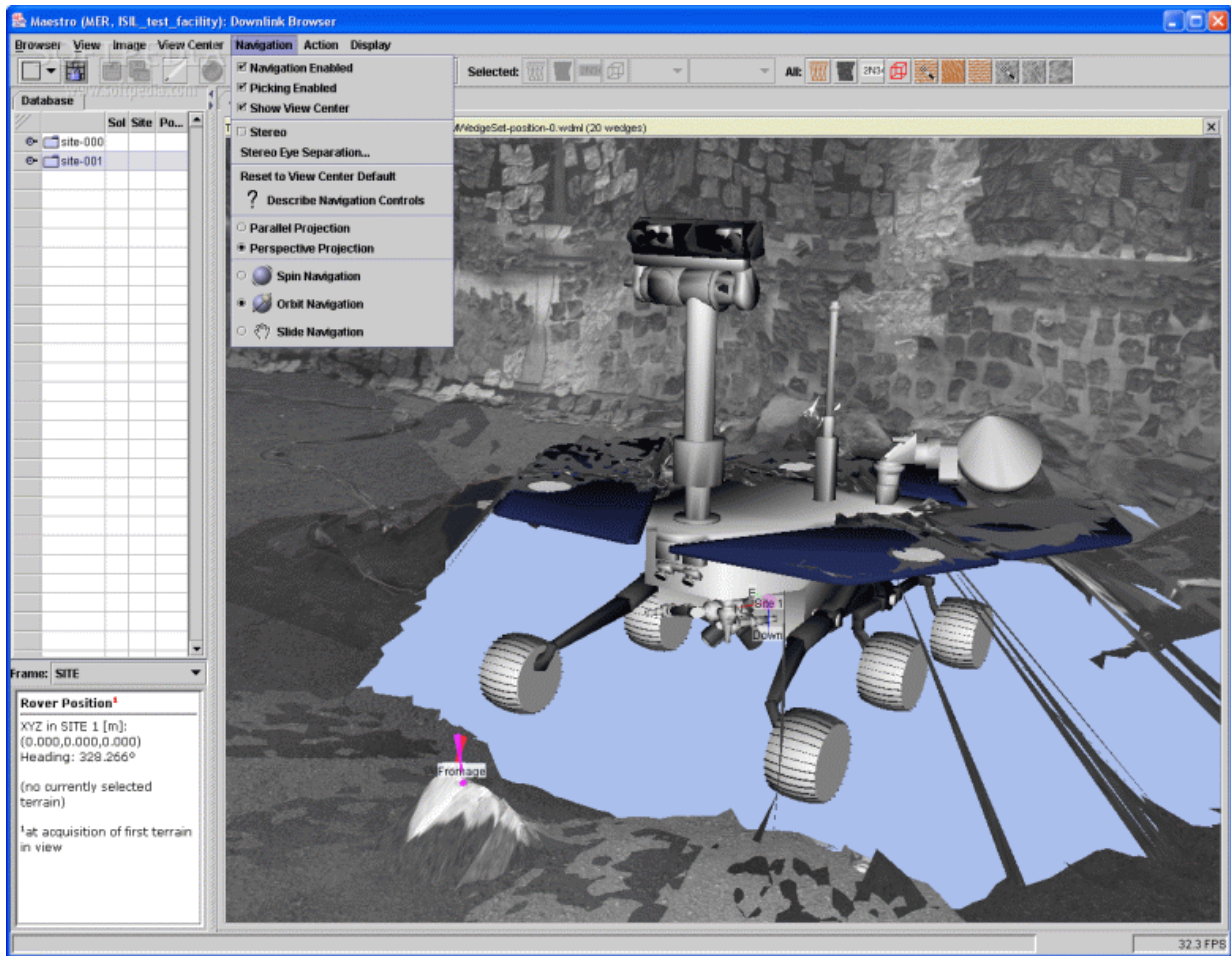 Maestro (MER, ISIL_test_facility): Downlink Browser
Browser View Image View Center Navigation Action Display
Selected: All:
www.softpedia.com
Database
Sol Site Po...
site-000
site-001
Navigation Enabled
Picking Enabled
Show View Center
Stereo
Stereo Eye Separation...
Reset to View Center Default
? Describe Navigation Controls
Parallel Projection
Perspective Projection
Spin Navigation
Orbit Navigation
Slide Navigation
WedgeSet-position-0.wdml (20 wedges)
E
Site 1
Down
Fromage
Frame: SITE
Rover Position¹
XYZ in SITE 1 [m]:
(0.000,0.000,0.000)
Heading: 328.266º
(no currently selected
terrain)
¹at acquisition of first terrain
in view
32.3 FPS